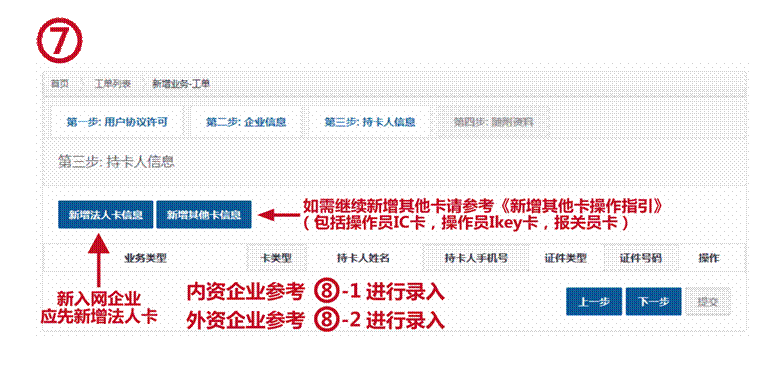 ⑦
首页 工单列表 新增业务-工单
第一步: 用户协议许可 第二步: 企业信息 第三步: 持卡人信息 第四步: 随附资料
第三步: 持卡人信息
新增法人卡信息 新增其他卡信息 如需继续新增其他卡请参考《新增其他卡操作指引》
（包括操作员IC卡，操作员Ikey卡，报关员卡）
业务类型 卡类型 持卡人姓名 持卡人手机号 证件类型 证件号码 操作
新入网企业
应先新增法人卡
内资企业参考 ⑧-1 进行录入
外资企业参考 ⑧-2 进行录入
上一步 下一步 提交